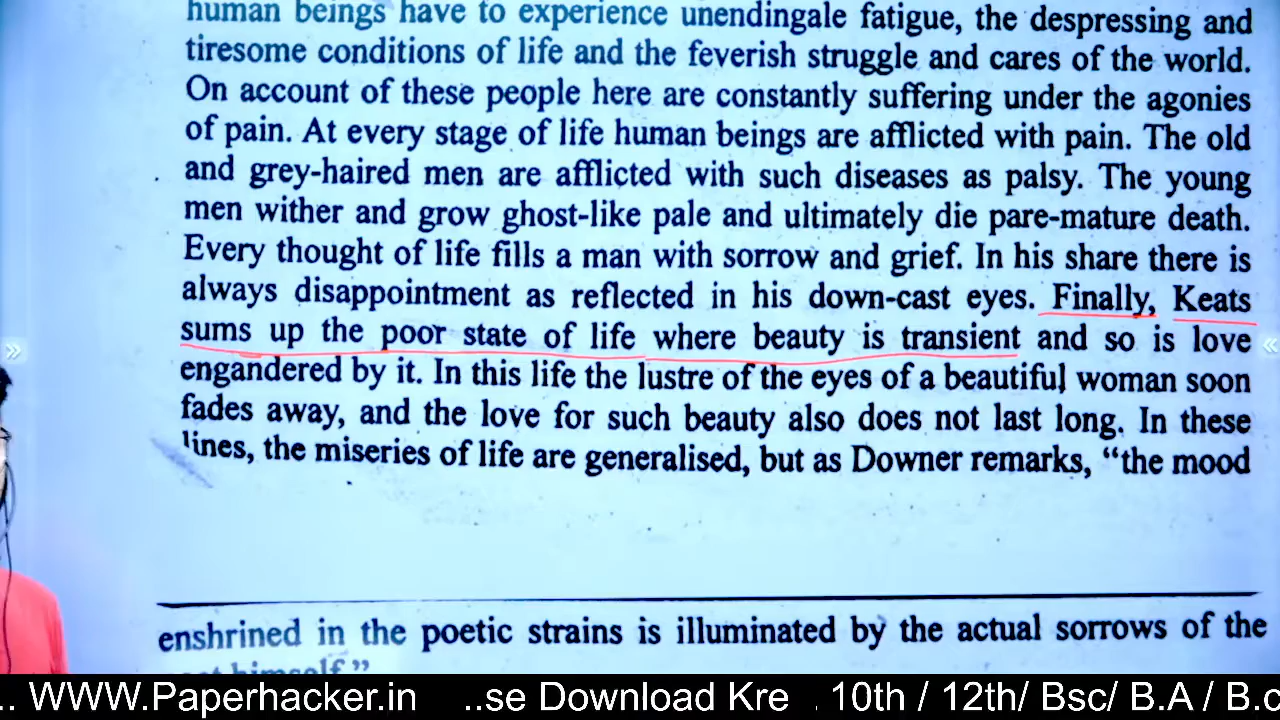 human beings have to experience unendingale fatigue, the despressing and
tiresome conditions of life and the feverish struggle and cares of the world.
On account of these people here are constantly suffering under the agonies
of pain. At every stage of life human beings are afflicted with pain. The old
and grey-haired men are afflicted with such diseases as palsy. The young
men wither and grow ghost-like pale and ultimately die pare-mature death.
Every thought of life fills a man with sorrow and grief. In his share there is
always disappointment as reflected in his down-cast eyes. Finally, Keats
sums up the poor state of life where beauty is transient and so is love
engandered by it. In this life the lustre of the eyes of a beautiful woman soon
fades away, and the love for such beauty also does not last long. In these
lines, the miseries of life are generalised, but as Downer remarks, “the mood
enshrined in the poetic strains is illuminated by the actual sorrows of the
himself”
.. WWW.Paperhacker.in ..se Download Kre . 10th / 12th/ Bsc/ B.A / B.c